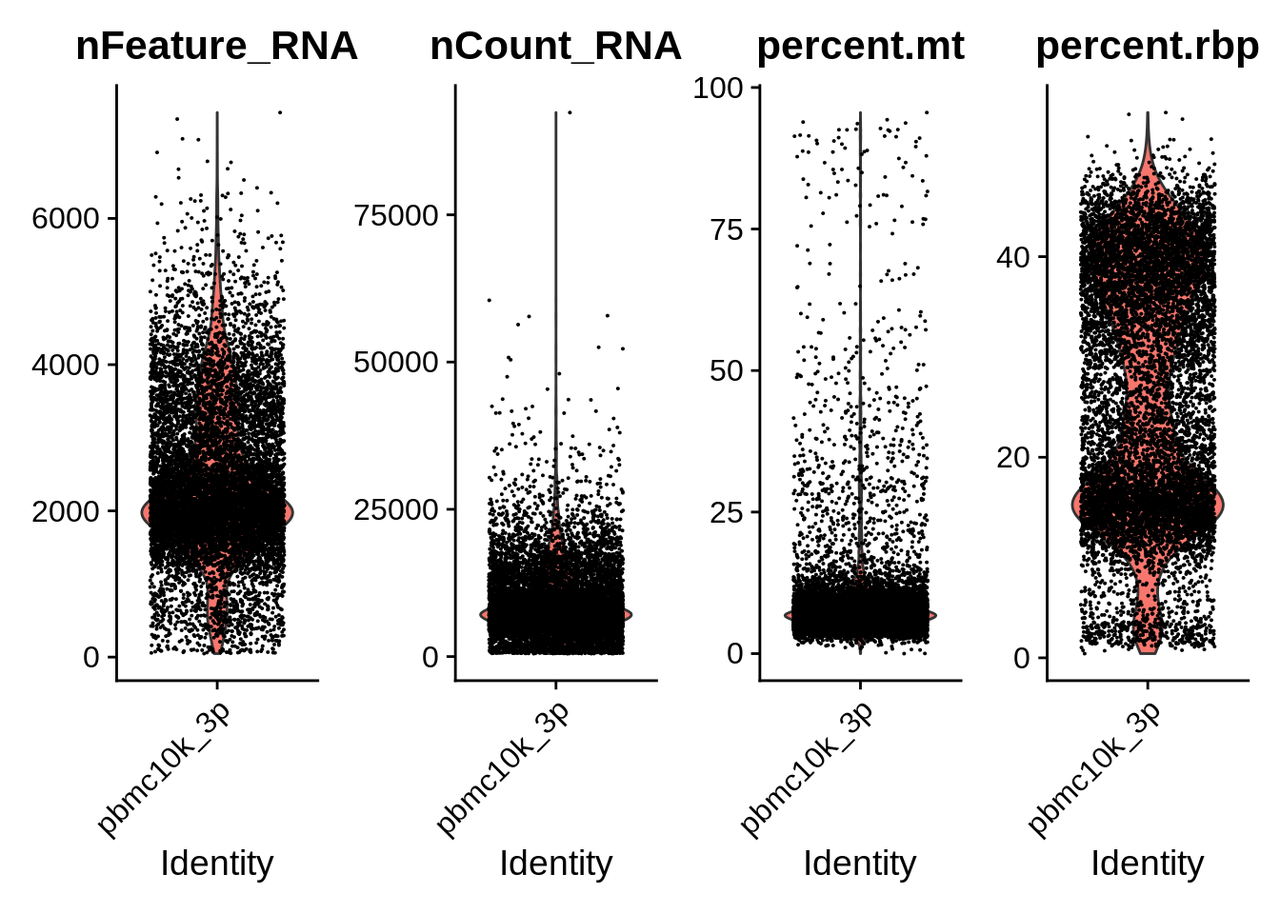 nFeature_RNA
6000
4000
2000
0
pbmc10k_3p
Identity
nCount_RNA
75000
50000
25000
0
pbmc10k_3p
Identity
percent.mt
100
75
50
25
0
pbmc10k_3p
Identity
percent.rbp
40
20
0
pbmc10k_3p
Identity